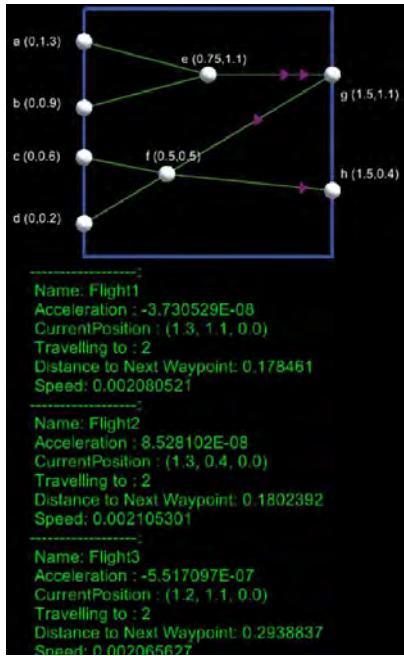 a (0,1.3)
e (0.75,1.1)
b (0,0.9)
g (1.5,1.1)
c (0,0.6)
f (0.5,0.5)
h (1.5,0.4)
d (0,0.2)
------------------:
Name: Flight1
Acceleration : -3.730529E-08
CurrentPosition : (1.3, 1.1, 0.0)
Travelling to : 2
Distance to Next Waypoint: 0.178461
Speed: 0.002080521
------------------:
Name: Flight2
Acceleration : 8.528102E-08
CurrentPosition : (1.3, 0.4, 0.0)
Travelling to : 2
Distance to Next Waypoint: 0.1802392
Speed: 0.002105301
------------------:
Name: Flight3
Acceleration : -5.517097E-07
CurrentPosition : (1.2, 1.1, 0.0)
Travelling to : 2
Distance to Next Waypoint: 0.2938837
Speed: 0.002065627